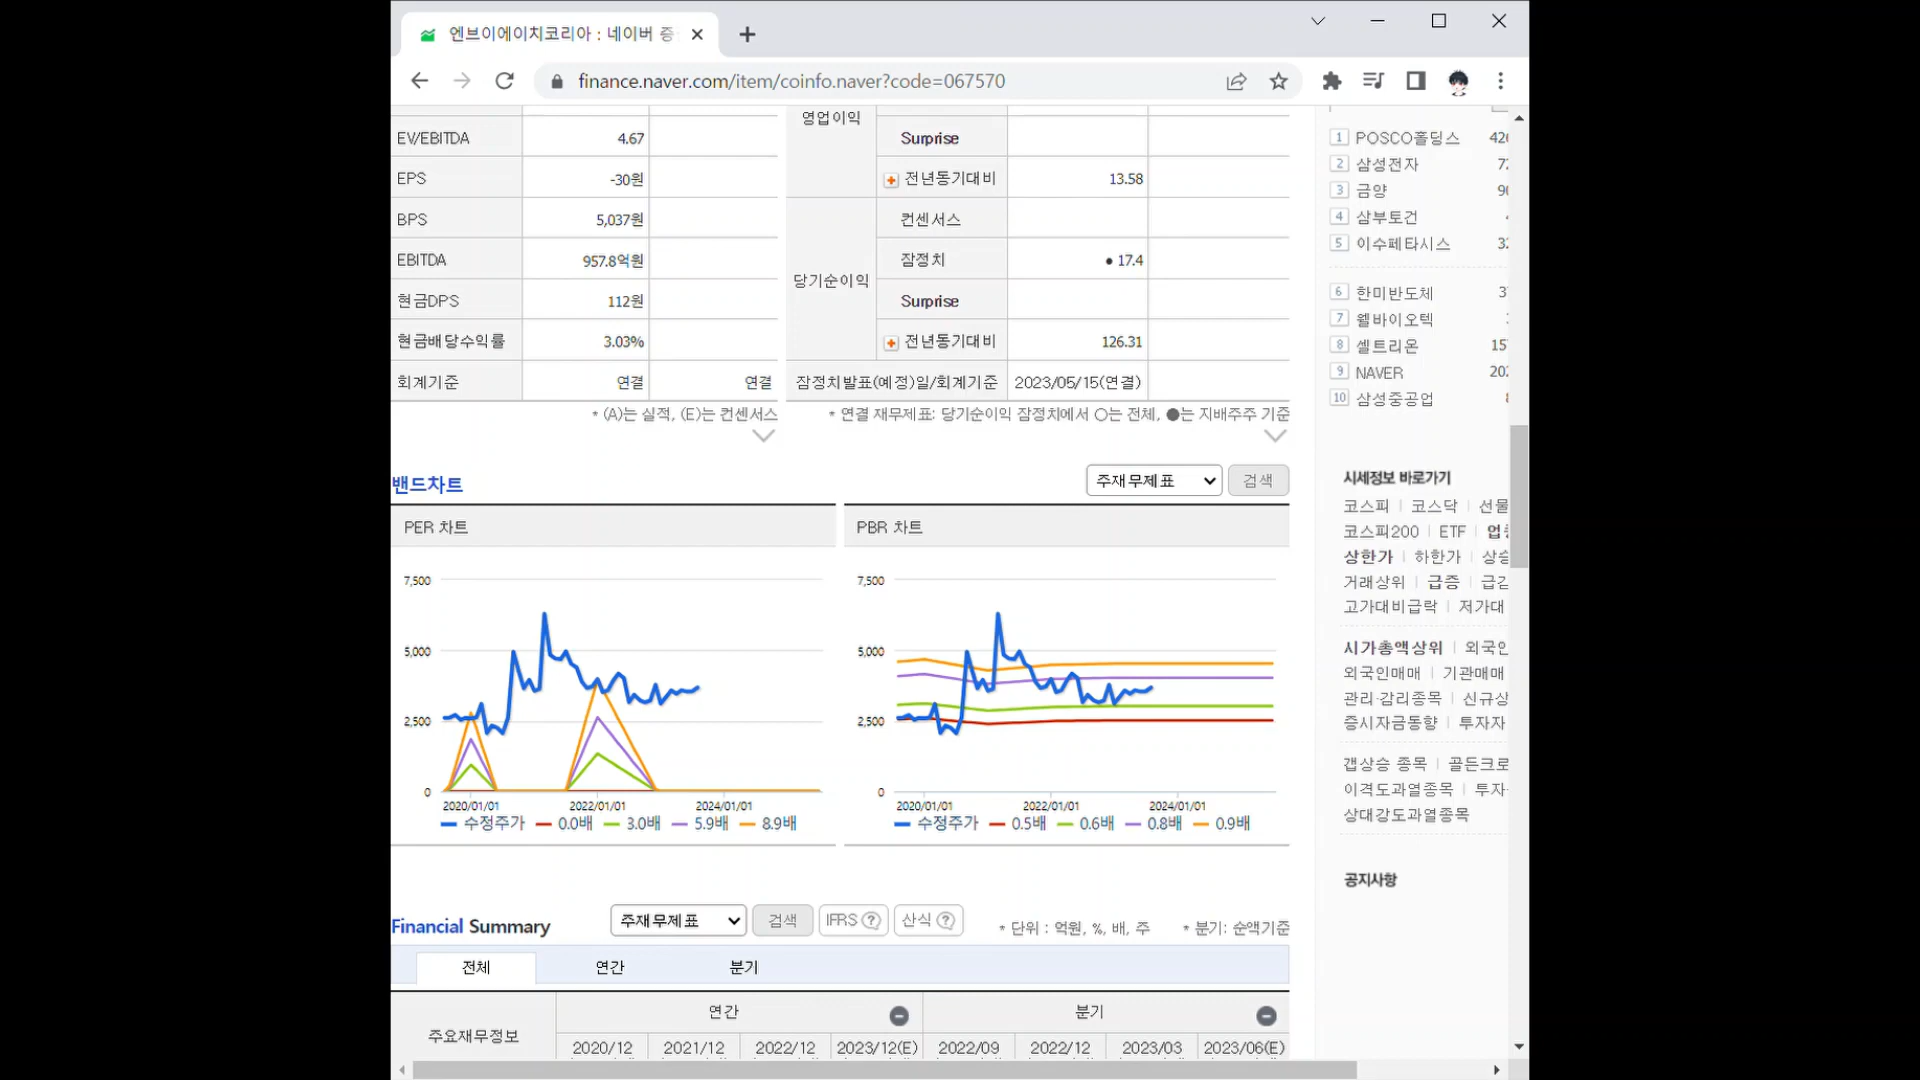 엔브이에이치코리아 : 네이버 증
finance.naver.com/item/coinfo.naver?code=067570
영업이익
EV/EBITDA 4.67 Surprise
EPS -30원 전년동기대비 13.58
BPS 5,037원 컨센서스
EBITDA 957.8억원 잠정치 ● 17.4
당기순이익
현금DPS 112원 Surprise
현금배당수익률 3.03% 전년동기대비 126.31
회계기준 연결 연결 잠정치발표(예정)일/회계기준 2023/05/15(연결)
* (A)는 실적, (E)는 컨센서스 * 연결 재무제표: 당기순이익 잠정치에서 ○는 전체, ●는 지배주주 기준
밴드차트 주재무제표 검색
PER 차트
7,500
5,000
2,500
0
2020/01/01 2022/01/01 2024/01/01
수정주가 0.0배 3.0배 5.9배 8.9배
PBR 차트
7,500
5,000
2,500
0
2020/01/01 2022/01/01 2024/01/01
수정주가 0.5배 0.6배 0.8배 0.9배
Financial Summary 주재무제표 검색 IFRS ? 산식 ? * 단위 : 억원, %, 배, 주 * 분기: 순액기준
전체 연간 분기
주요재무정보 연간 분기
2020/12 2021/12 2022/12 2023/12(E) 2022/09 2022/12 2023/03 2023/06(E)
1 POSCO홀딩스
2 삼성전자
3 금양
4 삼부토건
5 이수페타시스
6 한미반도체
7 웰바이오텍
8 셀트리온
9 NAVER
10 삼성중공업
시세정보 바로가기
코스피 코스닥 선물
코스피200 ETF
상한가 하한가 상승
거래상위 급증
고가대비급락 저가대
시가총액상위 외국인
외국인매매 기관매매
관리·감리종목 신규상
증시자금동향 투자자
갭상승 종목 골든크로
이격도과열종목 투자
상대강도과열종목
공지사항